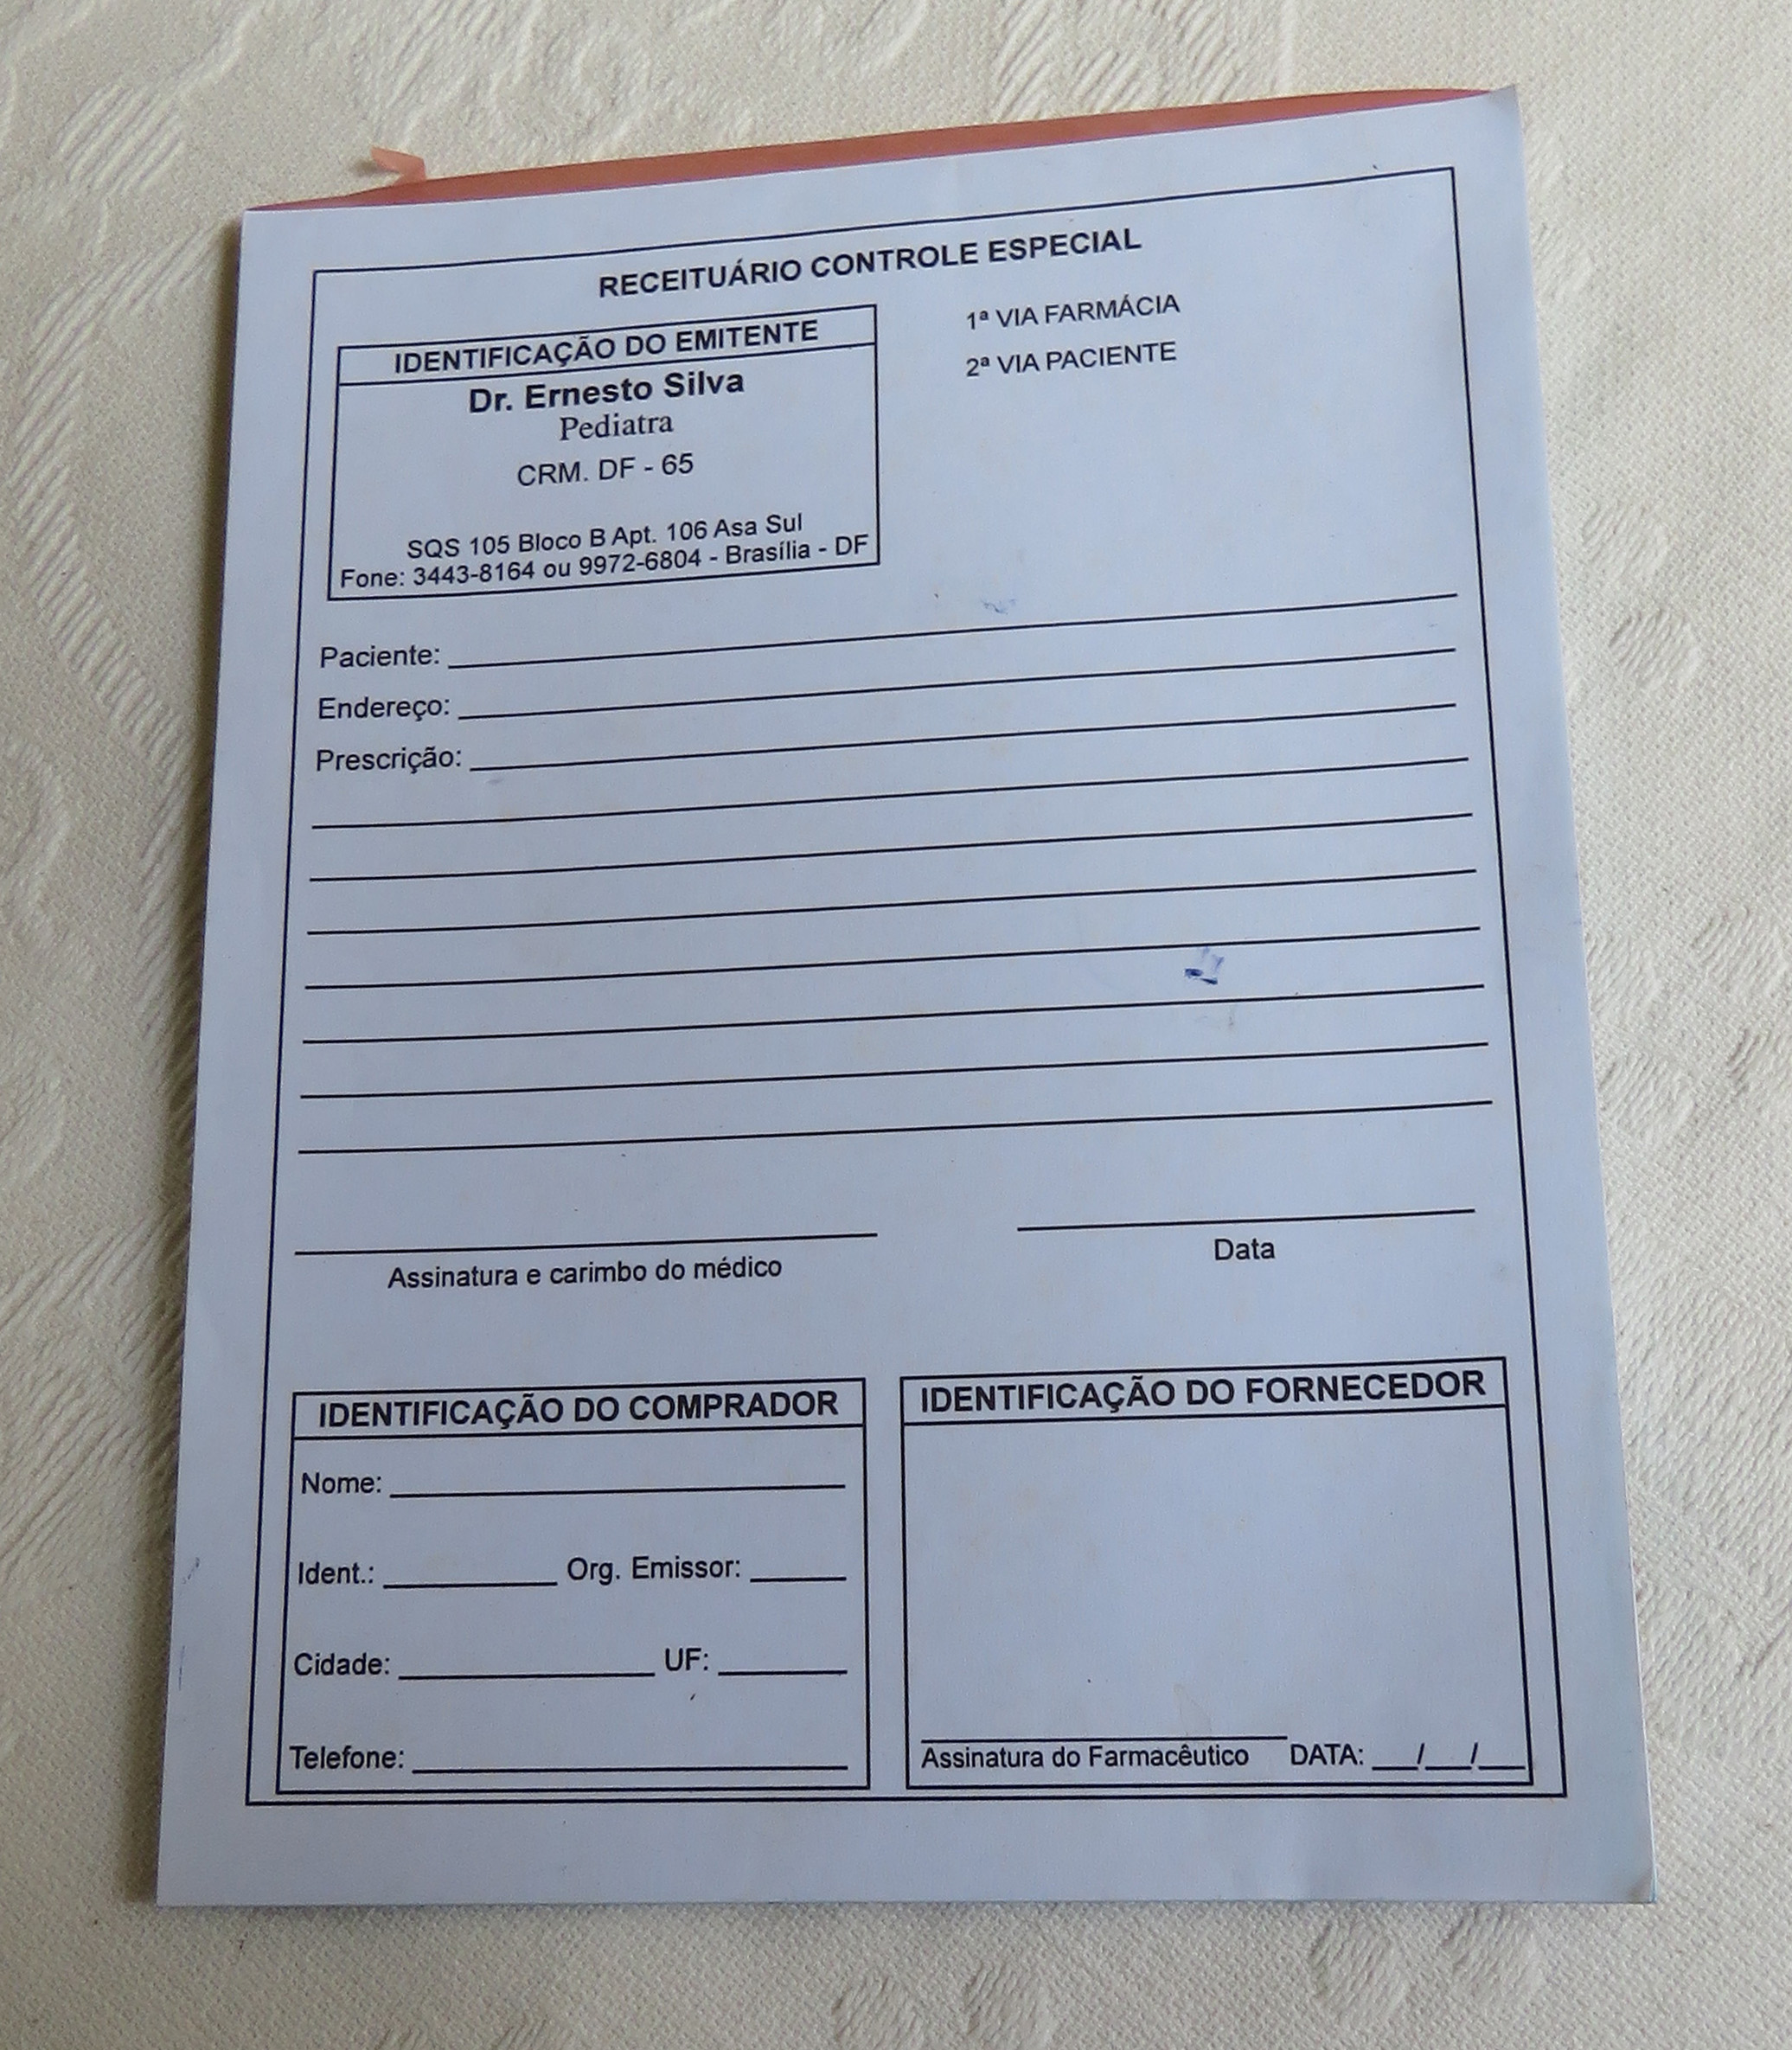 RECEITUÁRIO CONTROLE ESPECIAL
IDENTIFICAÇÃO DO EMITENTE
Dr. Ernesto Silva
Pediatra
CRM. DF - 65
SQS 105 Bloco B Apt. 106 Asa Sul
Fone: 3443-8164 ou 9972-6804 - Brasília - DF
1ª VIA FARMÁCIA
2ª VIA PACIENTE
Paciente:
Endereço:
Prescrição:
Assinatura e carimbo do médico
Data
IDENTIFICAÇÃO DO COMPRADOR
Nome:
Ident.: Org. Emissor:
Cidade: UF:
Telefone:
IDENTIFICAÇÃO DO FORNECEDOR
Assinatura do Farmacêutico DATA: __/__/__